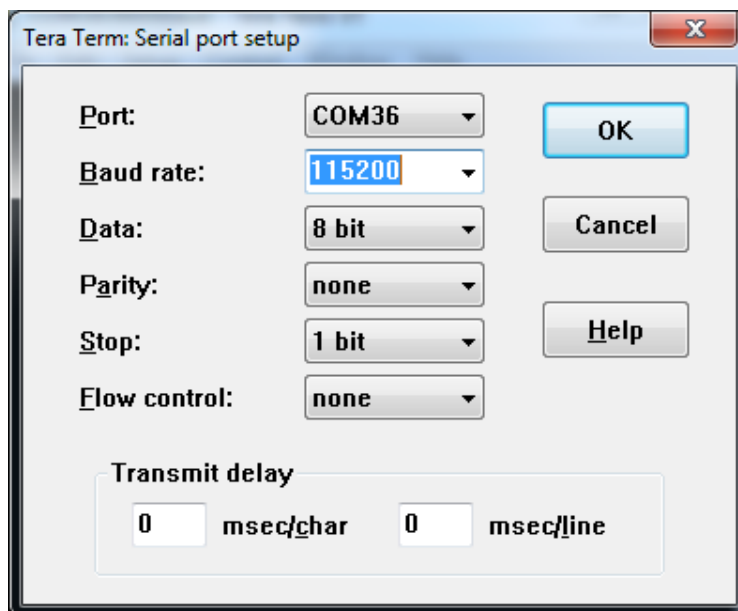 Tera Term: Serial port setup
Port: COM36 OK
Baud rate: 115200
Data: 8 bit Cancel
Parity: none
Stop: 1 bit Help
Flow control: none
Transmit delay
0 msec/char 0 msec/line